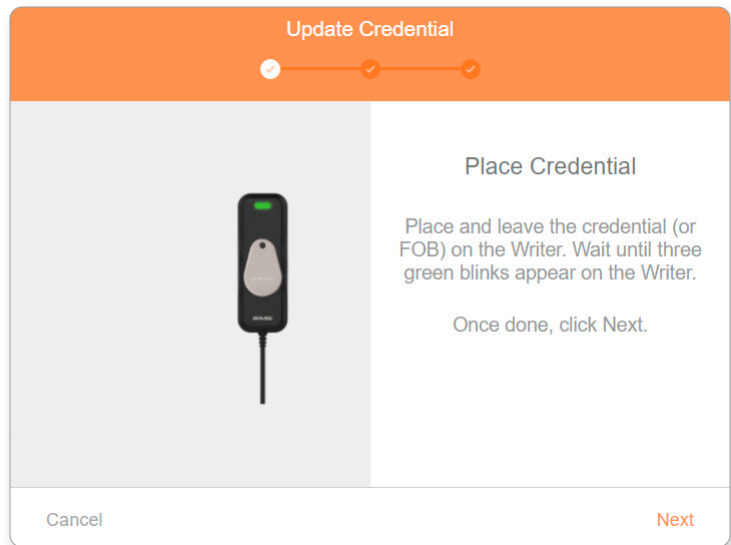 Update Credential
Place Credential
Place and leave the credential (or
FOB) on the Writer. Wait until three
green blinks appear on the Writer.
Once done, click Next.
Cancel
Next